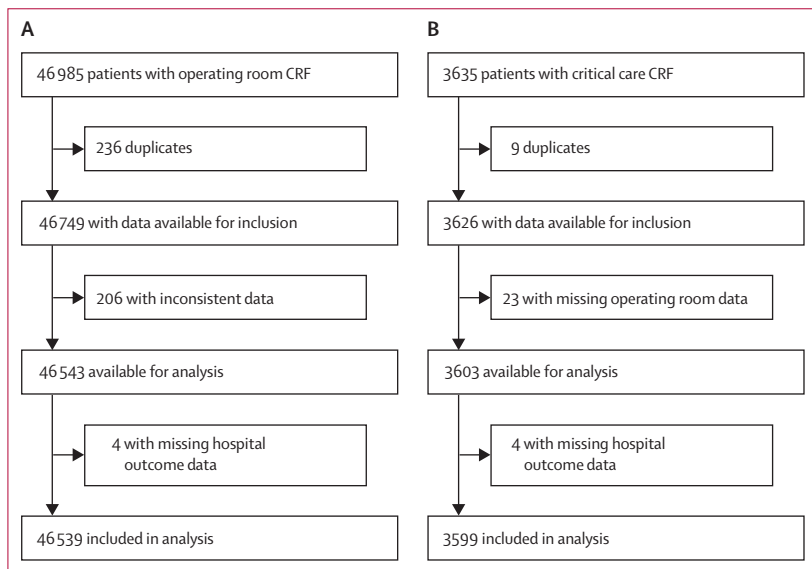 A
46 985 patients with operating room CRF
236 duplicates
46 749 with data available for inclusion
206 with inconsistent data
46 543 available for analysis
4 with missing hospital
outcome data
46 539 included in analysis
B
3635 patients with critical care CRF
9 duplicates
3626 with data available for inclusion
23 with missing operating room data
3603 available for analysis
4 with missing hospital
outcome data
3599 included in analysis